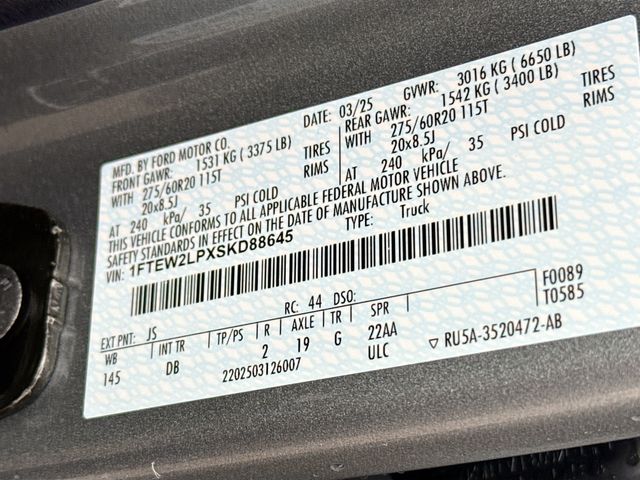 MFD. BY FORD MOTOR CO.
DATE: 03/25 GVWR: 3016 KG ( 6650 LB)
FRONT GAWR: 1531 KG ( 3375 LB)
REAR GAWR: 1542 KG ( 3400 LB)
WITH 275/60R20 115T TIRES
WITH 275/60R20 115T TIRES
20x8.5J RIMS
20x8.5J RIMS
AT 240 kPa/ 35 PSI COLD
AT 240 kPa/ 35 PSI COLD
THIS VEHICLE CONFORMS TO ALL APPLICABLE FEDERAL MOTOR VEHICLE
SAFETY STANDARDS IN EFFECT ON THE DATE OF MANUFACTURE SHOWN ABOVE.
VIN: 1FTEW2LPXSKD88645 TYPE: Truck
EXT PNT: JS RC: 44 DSO:
F0089
T0585
WB INT TR TP/PS R AXLE TR SPR
145 DB 2 19 G 22AA
2202503126007 ULC
▽ RU5A-3520472-AB